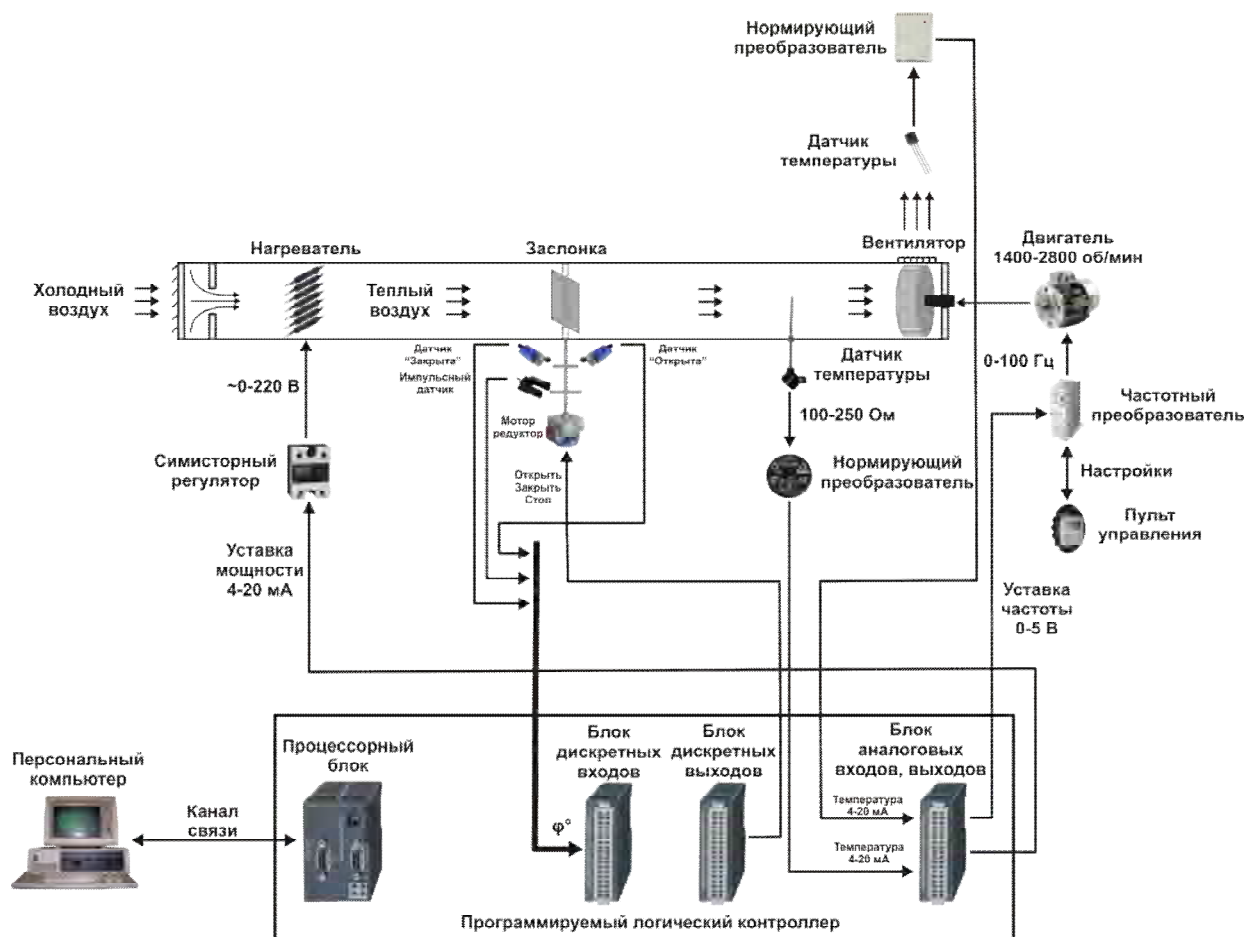 Нормирующий
преобразователь
Датчик
температуры
Нагреватель
Заслонка
Вентилятор
Двигатель
1400-2800 об/мин
Холодный
воздух
Теплый
воздух
Датчик
"Закрыта"
Датчик
"Открыта"
Импульсный
датчик
Датчик
температуры
0-100 Гц
~0-220 В
Мотор
редуктор
100-250 Ом
Частотный
преобразователь
Симисторный
регулятор
Открыть
Закрыть
Стоп
Нормирующий
преобразователь
Настройки
Пульт
управления
Уставка
мощности
4-20 мА
Уставка
частоты
0-5 В
Персональный
компьютер
Канал
связи
Процессорный
блок
Блок
дискретных
входов
Блок
дискретных
выходов
Блок
аналоговых
входов, выходов
Температура
4-20 мА
Температура
4-20 мА
φ°
Программируемый логический контроллер